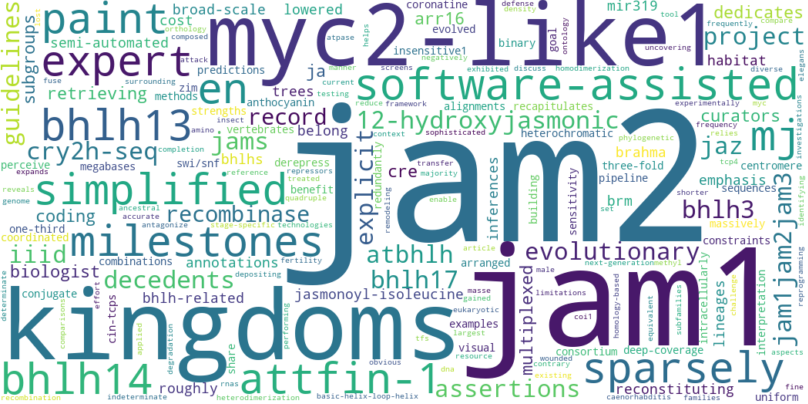 guidelines
subgroups
paint
broad-scale
lowered
coronatine
arr16
evolved
insensitive1
mir319
binary
goal
ontology
defense
density
tool
frequently
compare
dedicates
project
habitat
uncovering
elegans
cost
semi-automated
retrieving
methods
expert
predictions
ja
zim
anthocyanin
en
trees
atpase
helps
composed
orthology
attack
myc2-like1
negatively
screens
exhibited
discuss
homodimerization
current
testing
manner
surrounding
fuse
diverse
myc
experimentally
investigations
identifying
software-assisted
reduce
framework
alignments
recapitulates
12-hydroxyjasmonic
context
sophisticated
heterochromatic
phylogenetic
frequency
relies
tcp4
curators
jaz
mj
centromere
emphasis
sequences
brahma
three-fold
pipeline
brm
set
shorter
bhlh3
massively
constraints
bhlh13
strengths
record
insect
amino
completion
belong
jams
vertebrates
bhlhs
derepress
repressors
treated
quadruple
reference
swi/snf
cry2h-seq
megabases
perceive
expands
reveals
genome
simplified
ancestral
accurate
antagonize
benefit
coding
recombinase
one-third
coordinated
milestones
stage-specific
technologies
fertility
combinations
annotations
iiid
biologist
decedents
conjugate
bhlh-related
depositing
jasmonoyl-isoleucine
explicit
redundantly
remodeling
cre
transfer
majority
enable
jam2
inferences
building
sensitivity
atbhlh
arranged
bhlh17
evolutionary
jam3
jam2
jam1
reprogramming
kingdoms
determinate
comparisons
effort
cin-tcps
applied
degradation
performing
share
rnas
tfs
obvious
largest
resource
contrary
wounded
eukaryotic
examples
visual
gained
masse
male
article
multiplexed
limitations
coi1
next-generation
methyl
jam1
homology-based
equivalent
subfamilies
intracellularly
lineages
challenge
interpretation
aspects
consortium
deep-coverage
existing
dna
sparsely
bhlh14
roughly
attfin-1
assertions
reconstituting
fine
uniform
recombination
indeterminate
heterodimerization
basic-helix-loop-helix
caenorhabditis
families